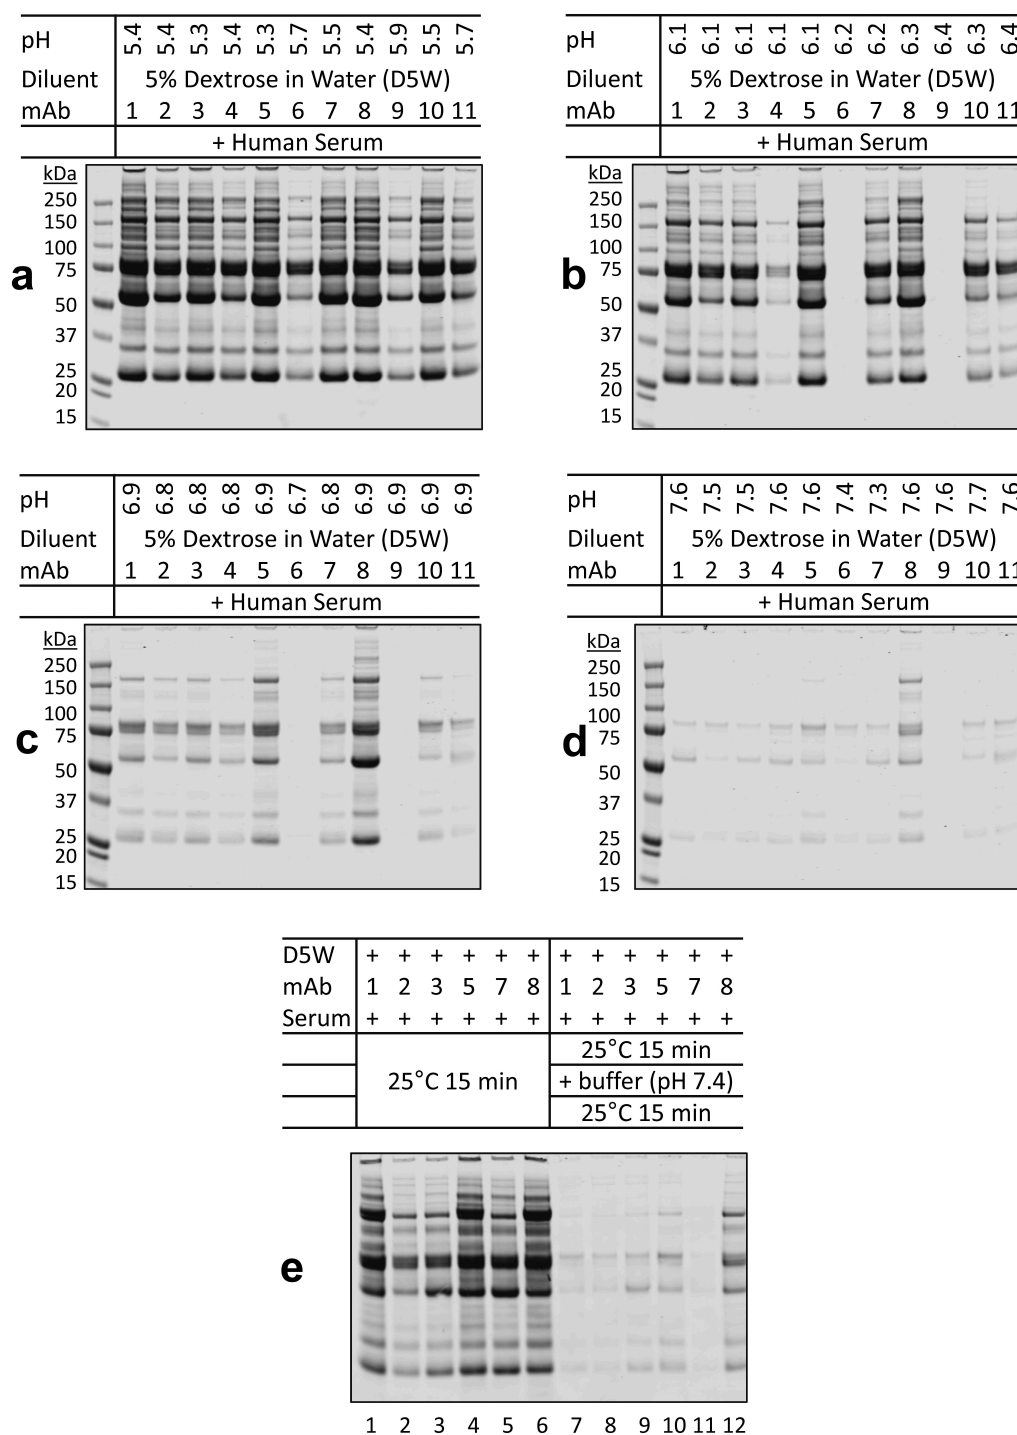 pH 5.4 5.4 5.3 5.4 5.3 5.7 5.5 5.4 5.9 5.5 5.7
Diluent 5% Dextrose in Water (D5W)
mAb 1 2 3 4 5 6 7 8 9 10 11
+ Human Serum
kDa
250
150
100
75
50
37
25
20
15
a
pH 6.1 6.1 6.1 6.1 6.1 6.2 6.2 6.3 6.4 6.3 6.4
Diluent 5% Dextrose in Water (D5W)
mAb 1 2 3 4 5 6 7 8 9 10 11
+ Human Serum
kDa
250
150
100
75
50
37
25
20
15
b
pH 6.9 6.8 6.8 6.8 6.9 6.7 6.8 6.9 6.9 6.9 6.9
Diluent 5% Dextrose in Water (D5W)
mAb 1 2 3 4 5 6 7 8 9 10 11
+ Human Serum
kDa
250
150
100
75
50
37
25
20
15
c
pH 7.6 7.5 7.5 7.6 7.6 7.4 7.3 7.6 7.6 7.7 7.6
Diluent 5% Dextrose in Water (D5W)
mAb 1 2 3 4 5 6 7 8 9 10 11
+ Human Serum
kDa
250
150
100
75
50
37
25
20
15
d
D5W + + + + + + + + + + + +
mAb 1 2 3 5 7 8 1 2 3 5 7 8
Serum + + + + + + + + + + + +
25°C 15 min
25°C 15 min
+ buffer (pH 7.4)
25°C 15 min
e
1 2 3 4 5 6 7 8 9 10 11 12